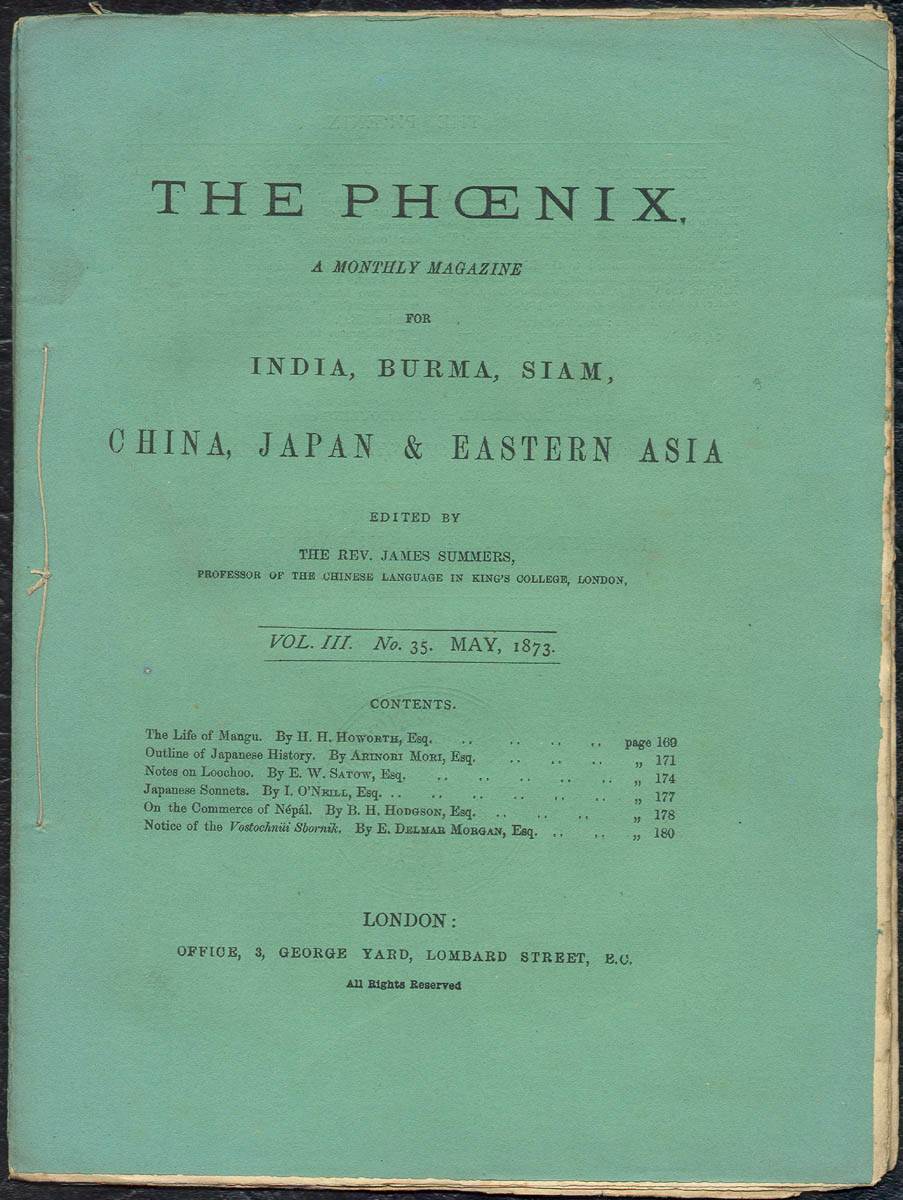 THE PHŒNIX.
A MONTHLY MAGAZINE
FOR
INDIA, BURMA, SIAM,
CHINA, JAPAN & EASTERN ASIA
EDITED BY
THE REV. JAMES SUMMERS,
PROFESSOR OF THE CHINESE LANGUAGE IN KING'S COLLEGE, LONDON,
VOL. III. No. 35. MAY, 1873.
CONTENTS.
The Life of Mangu. By H. H. HOWORTH, Esq. .. .. .. .. page 169
Outline of Japanese History. By ARINORI MORI, Esq. .. .. .. „ 171
Notes on Loochoo. By E. W. SATOW, Esq. .. .. .. .. .. „ 174
Japanese Sonnets. By I. O'NEILL, Esq. .. .. .. .. .. .. „ 177
On the Commerce of Népál. By B. H. HODGSON, Esq. .. .. .. „ 178
Notice of the Vostochnüi Sbornik. By E. DELMAR MORGAN, Esq. .. .. „ 180
LONDON:
OFFICE, 3, GEORGE YARD, LOMBARD STREET, E.C.
All Rights Reserved